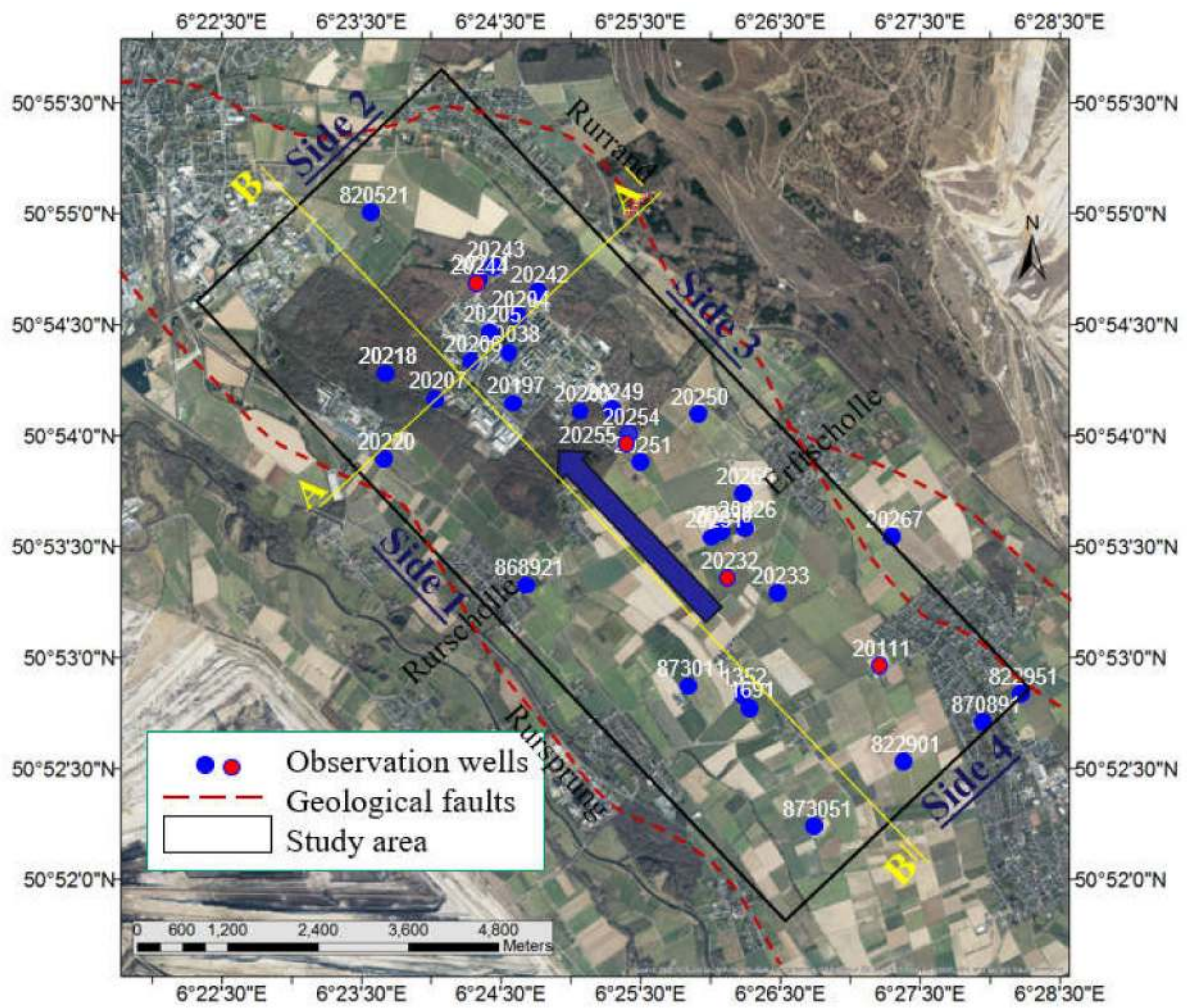 6°22'30"E 6°23'30"E 6°24'30"E 6°25'30"E 6°26'30"E 6°27'30"E 6°28'30"E
50°55'30"N
50°55'30"N
Side 2
Rurrand
B
A'
820521
50°55'0"N
50°55'0"N
N
20243
20244
20242
Side 3
20204
50°54'30"N
50°54'30"N
20205
20206
20218
20207
20197
20249
20250
20254
50°54'0"N
50°54'0"N
20255
20251
20220
Erftscholle
A
20267
50°53'30"N
50°53'30"N
868921
Side 1
20232
20233
Rurscholle
50°53'0"N
50°53'0"N
20111
873011
1352
1691
822951
870891
Rursprung
822901
50°52'30"N
50°52'30"N
Side 4
873051
B'
50°52'0"N
50°52'0"N
Observation wells
Geological faults
Study area
0 600 1,200 2,400 3,600 4,800
Meters
6°22'30"E 6°23'30"E 6°24'30"E 6°25'30"E 6°26'30"E 6°27'30"E 6°28'30"E